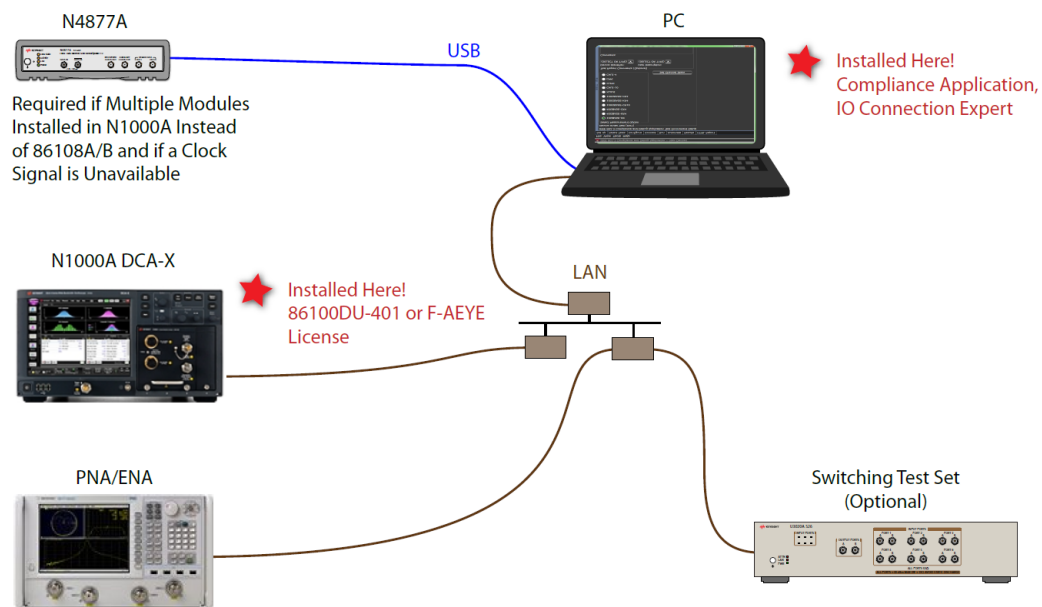 N4877A
PC
USB
Installed Here!
Compliance Application,
IO Connection Expert
Required if Multiple Modules
Installed in N1000A Instead
of 86108A/B and if a Clock
Signal is Unavailable
N1000A DCA-X
LAN
Installed Here!
86100DU-401 or F-AEYE
License
PNA/ENA
Switching Test Set
(Optional)